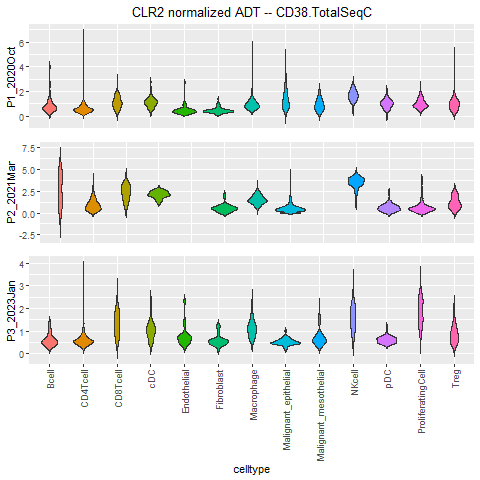 CLR2 normalized ADT -- CD38.TotalSeqC
P1_2020Oct
6
4
2
0
P2_2021Mar
7.5
5.0
2.5
0.0
-2.5
P3_2023Jan
4
3
2
1
0
Bcell
CD4Tcell
CD8Tcell
cDC
Endothelial
Fibroblast
Macrophage
Malignant_epithelial
Malignant_mesothelial
NKcell
pDC
ProliferatingCell
Treg
celltype